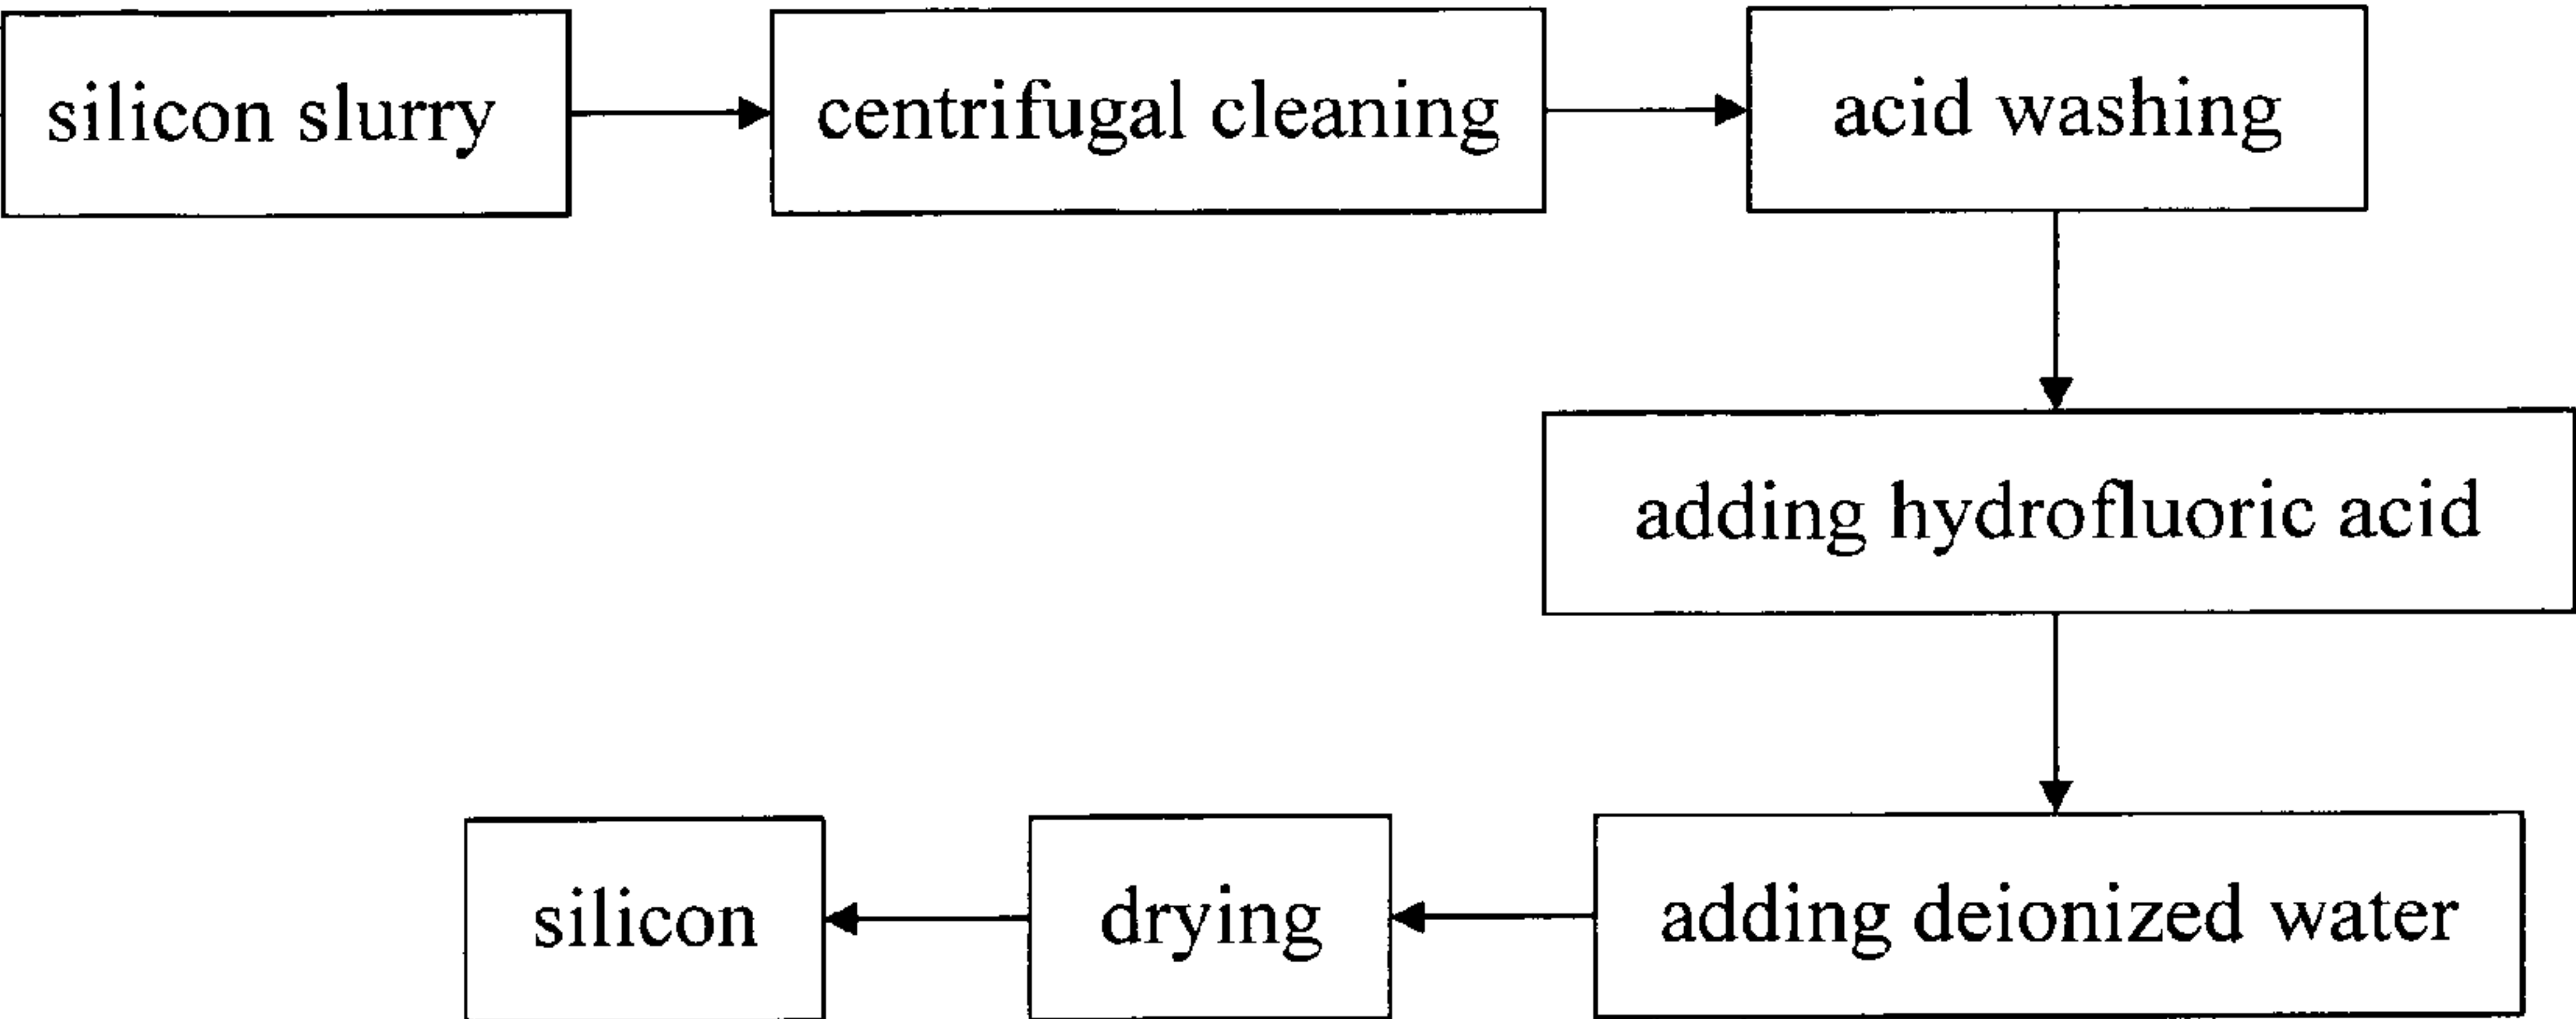 silicon slurry
centrifugal cleaning
acid washing
adding hydrofluoric acid
adding deionized water
drying
silicon